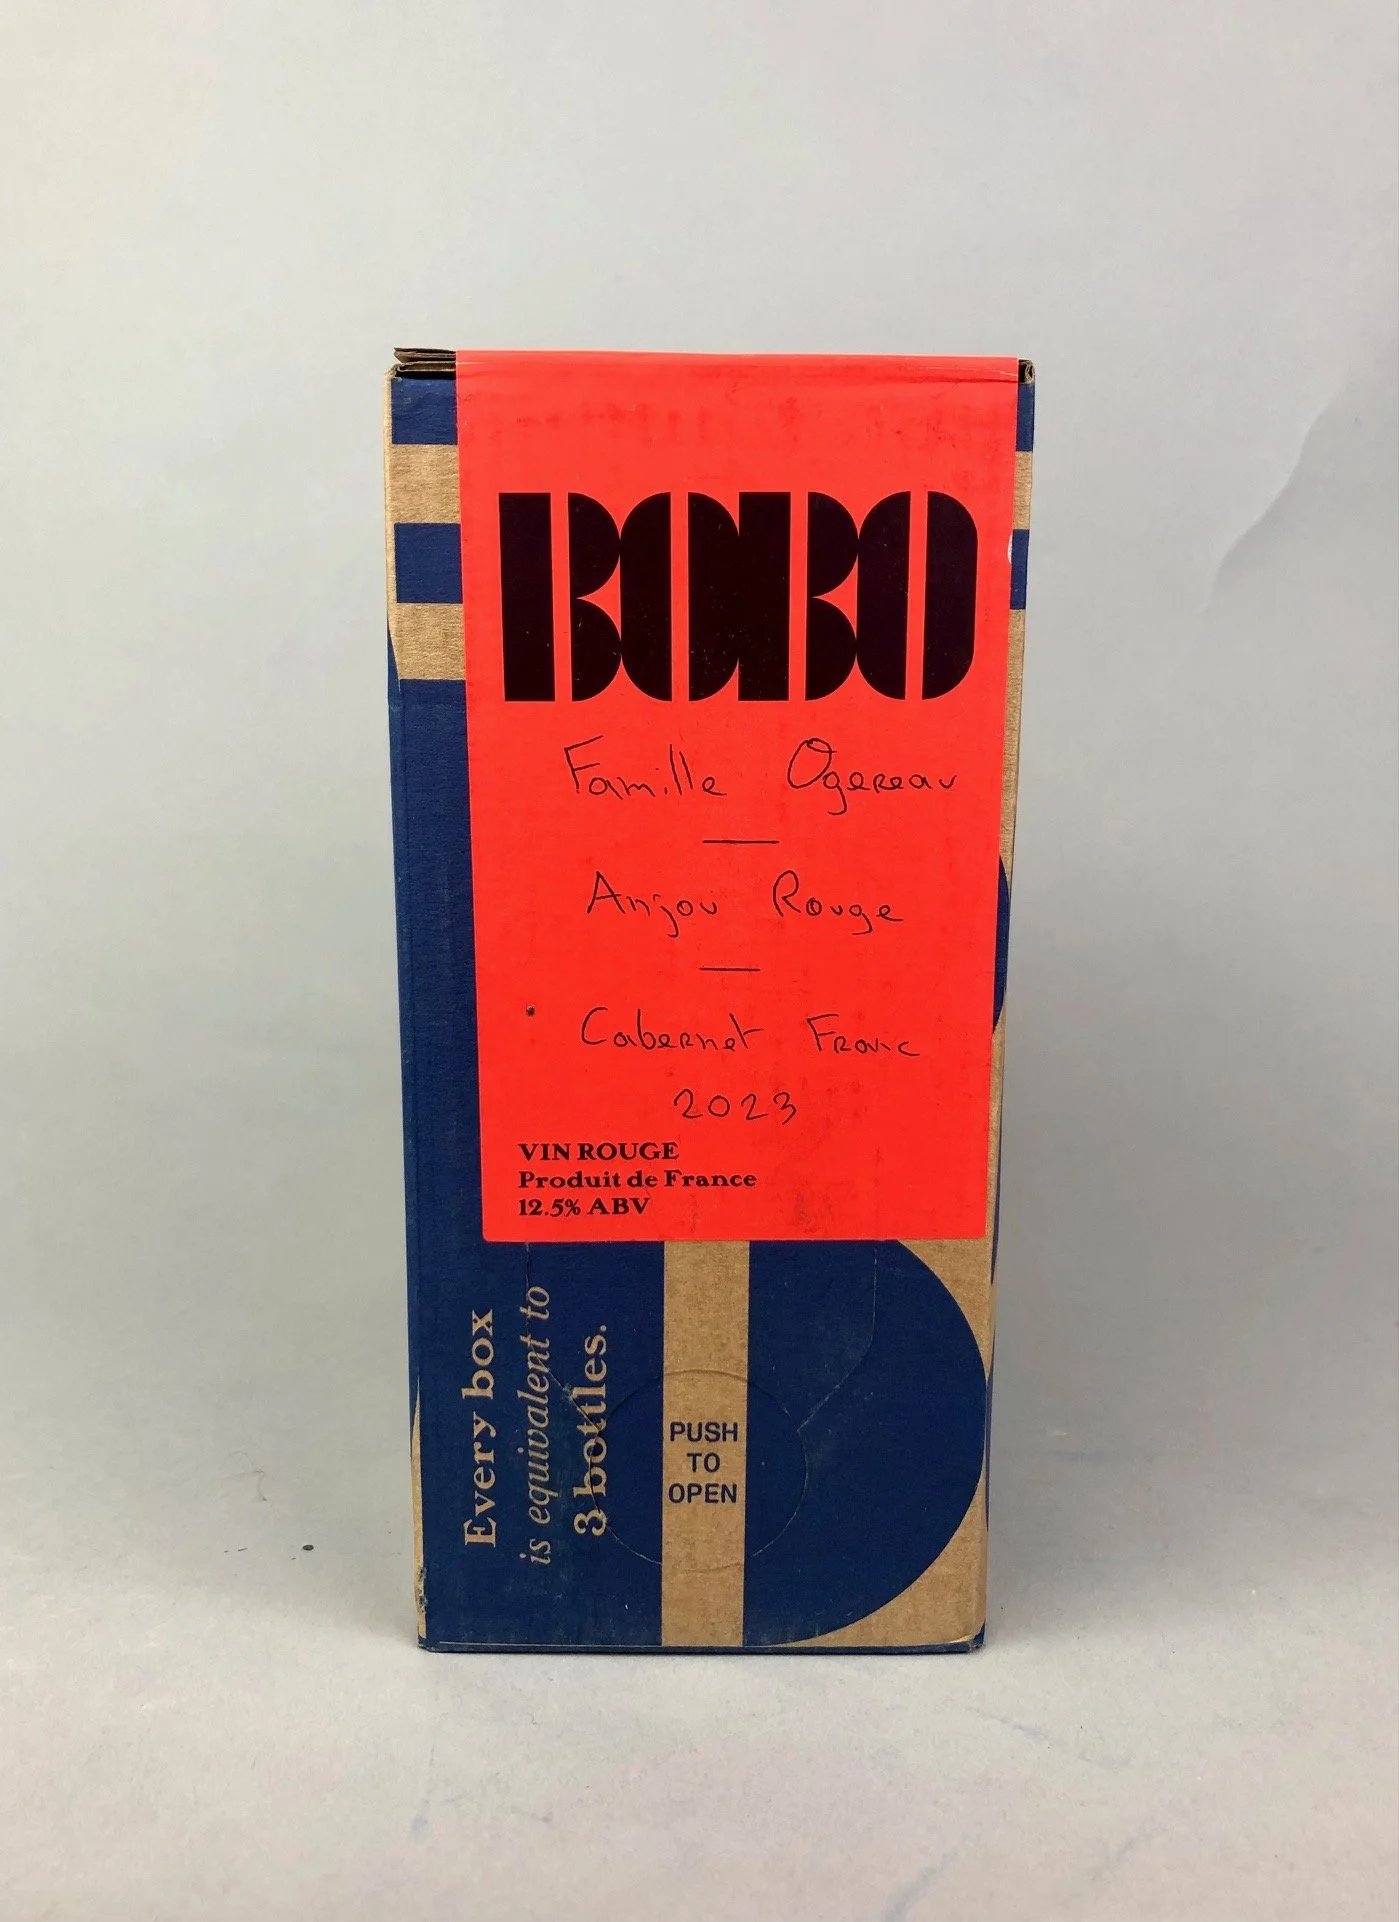 BOBO
Famille Ogereau
—
Anjou Rouge
—
Cabernet Franc
2023
VIN ROUGE
Produit de France
12.5% ABV
Every box
is equivalent to
3 bottles.
PUSH
TO
OPEN